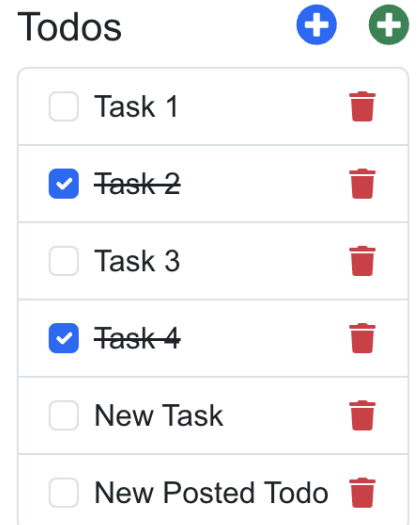 Todos
Task 1
Task 2
Task 3
Task 4
New Task
New Posted Todo